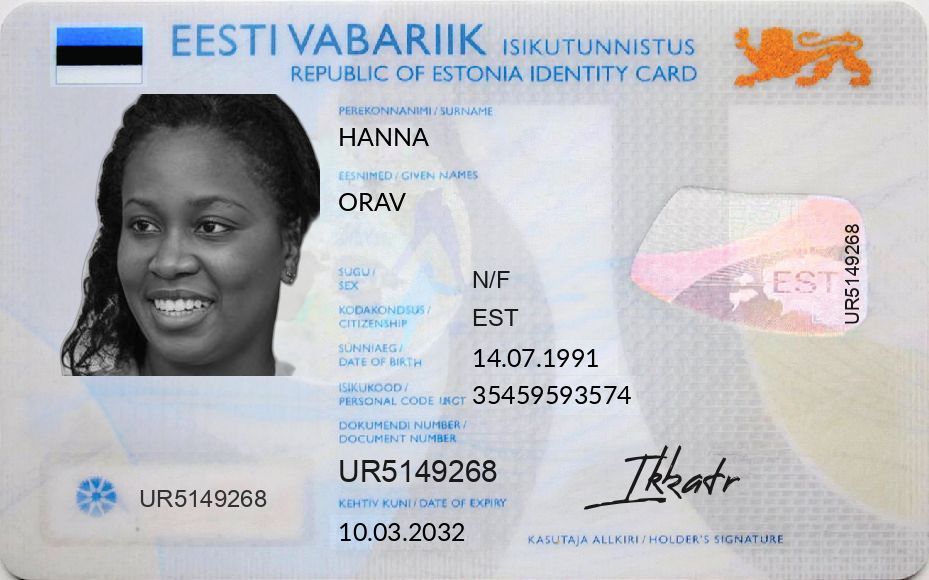 EESTI VABARIIK ISIKUTUNNISTUS
REPUBLIC OF ESTONIA IDENTITY CARD
PEREKONNANIMI / SURNAME
HANNA
EESNIMED / GIVEN NAMES
ORAV
SUGU /
SEX
N/F
KODAKONDSUS /
CITIZENSHIP
EST
SÜNNIAEG /
DATE OF BIRTH
14.07.1991
ISIKUKOOD /
PERSONAL CODE
35459593574
DOKUMENDI NUMBER /
DOCUMENT NUMBER
UR5149268
KEHTIV KUNI / DATE OF EXPIRY
10.03.2032
UR5149268
EST
UR5149268
KASUTAJA ALLKIRI / HOLDER'S SIGNATURE